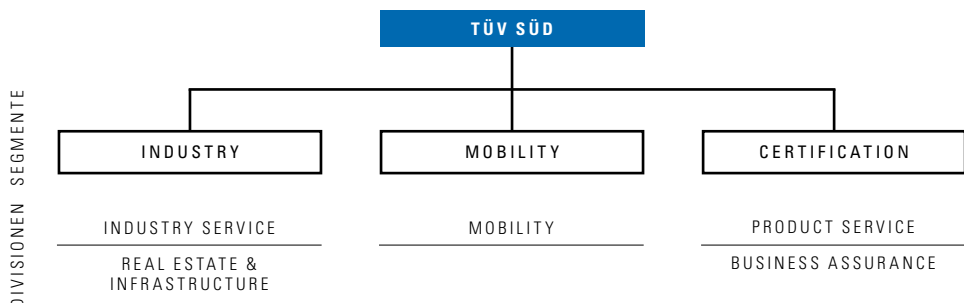 TÜV SÜD
SEGMENTE
INDUSTRY
MOBILITY
CERTIFICATION
DIVISIONEN
INDUSTRY SERVICE
MOBILITY
PRODUCT SERVICE
REAL ESTATE &
INFRASTRUCTURE
BUSINESS ASSURANCE